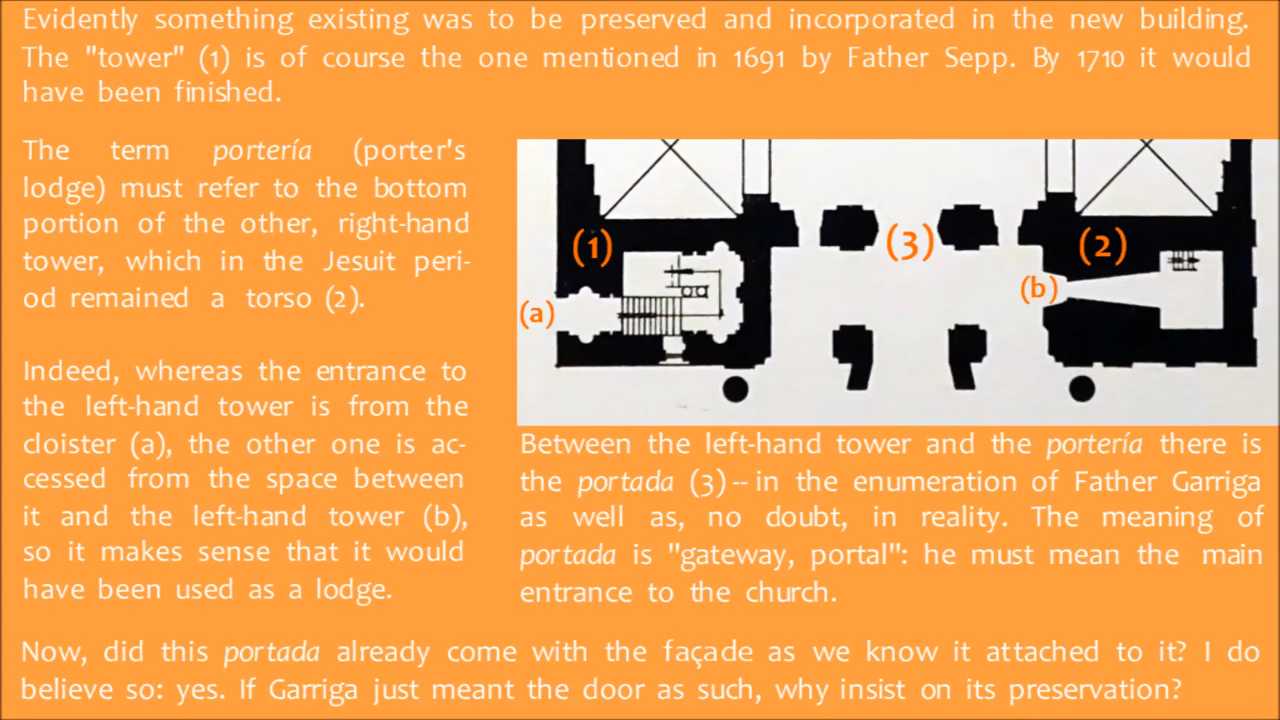 Evidently something existing was to be preserved and incorporated in the new building.
The "tower" (1) is of course the one mentioned in 1691 by Father Sepp. By 1710 it would
have been finished.
The term portería (porter's
lodge) must refer to the bottom
portion of the other, right-hand
tower, which in the Jesuit peri-
od remained a torso (2).
Indeed, whereas the entrance to
the left-hand tower is from the
cloister (a), the other one is ac-
cessed from the space between
it and the left-hand tower (b),
so it makes sense that it would
have been used as a lodge.
(1)
(3)
(2)
(a)
(b)
Between the left-hand tower and the portería there is
the portada (3) -- in the enumeration of Father Garriga
as well as, no doubt, in reality. The meaning of
portada is "gateway, portal": he must mean the main
entrance to the church.
Now, did this portada already come with the façade as we know it attached to it? I do
believe so: yes. If Garriga just meant the door as such, why insist on its preservation?